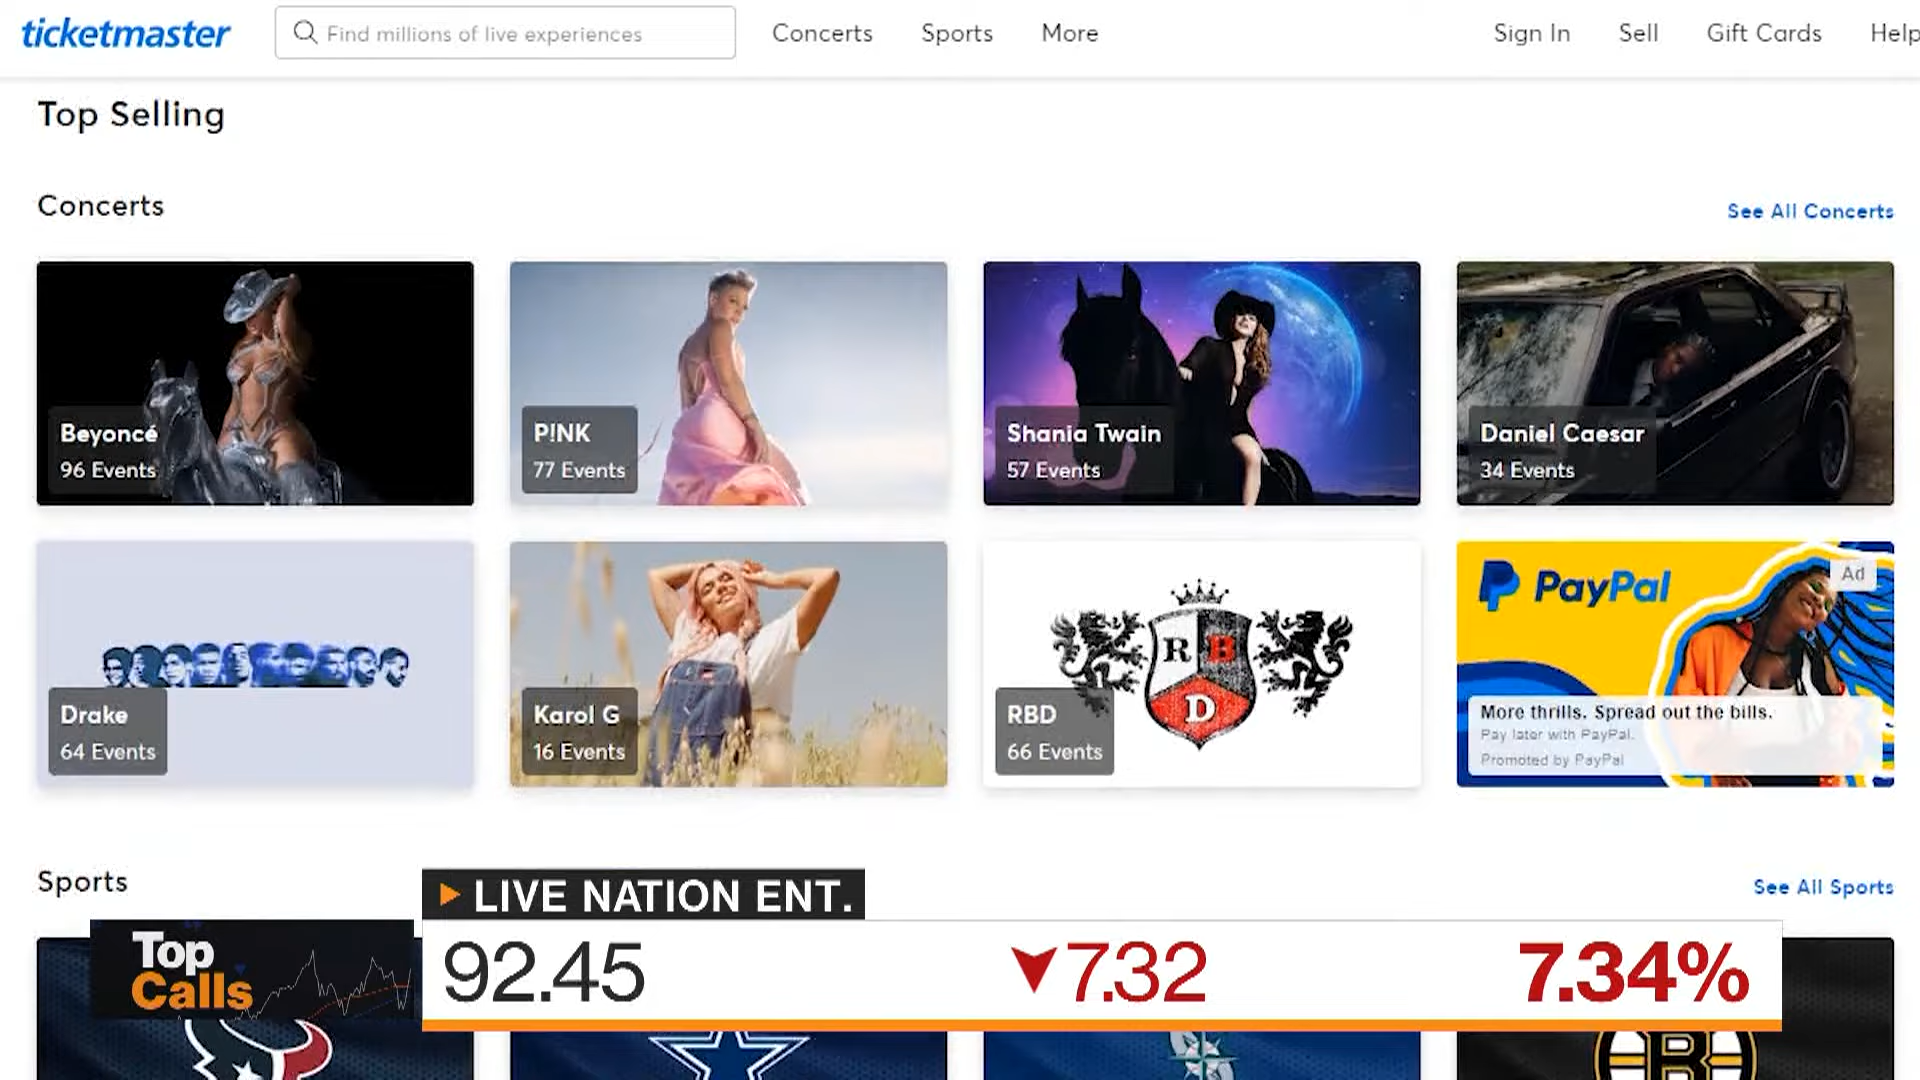 ticketmaster
Find millions of live experiences
Concerts
Sports
More
Sign In
Sell
Gift Cards
Help
Top Selling
Concerts
See All Concerts
Beyoncé
96 Events
P!NK
77 Events
Shania Twain
57 Events
Daniel Caesar
34 Events
Drake
64 Events
Karol G
16 Events
RBD
RBD
66 Events
PayPal
Ad
More thrills. Spread out the bills.
Pay later with PayPal.
Promoted by PayPal
Sports
See All Sports
LIVE NATION ENT.
Top
Calls
92.45
7.32
7.34%
B